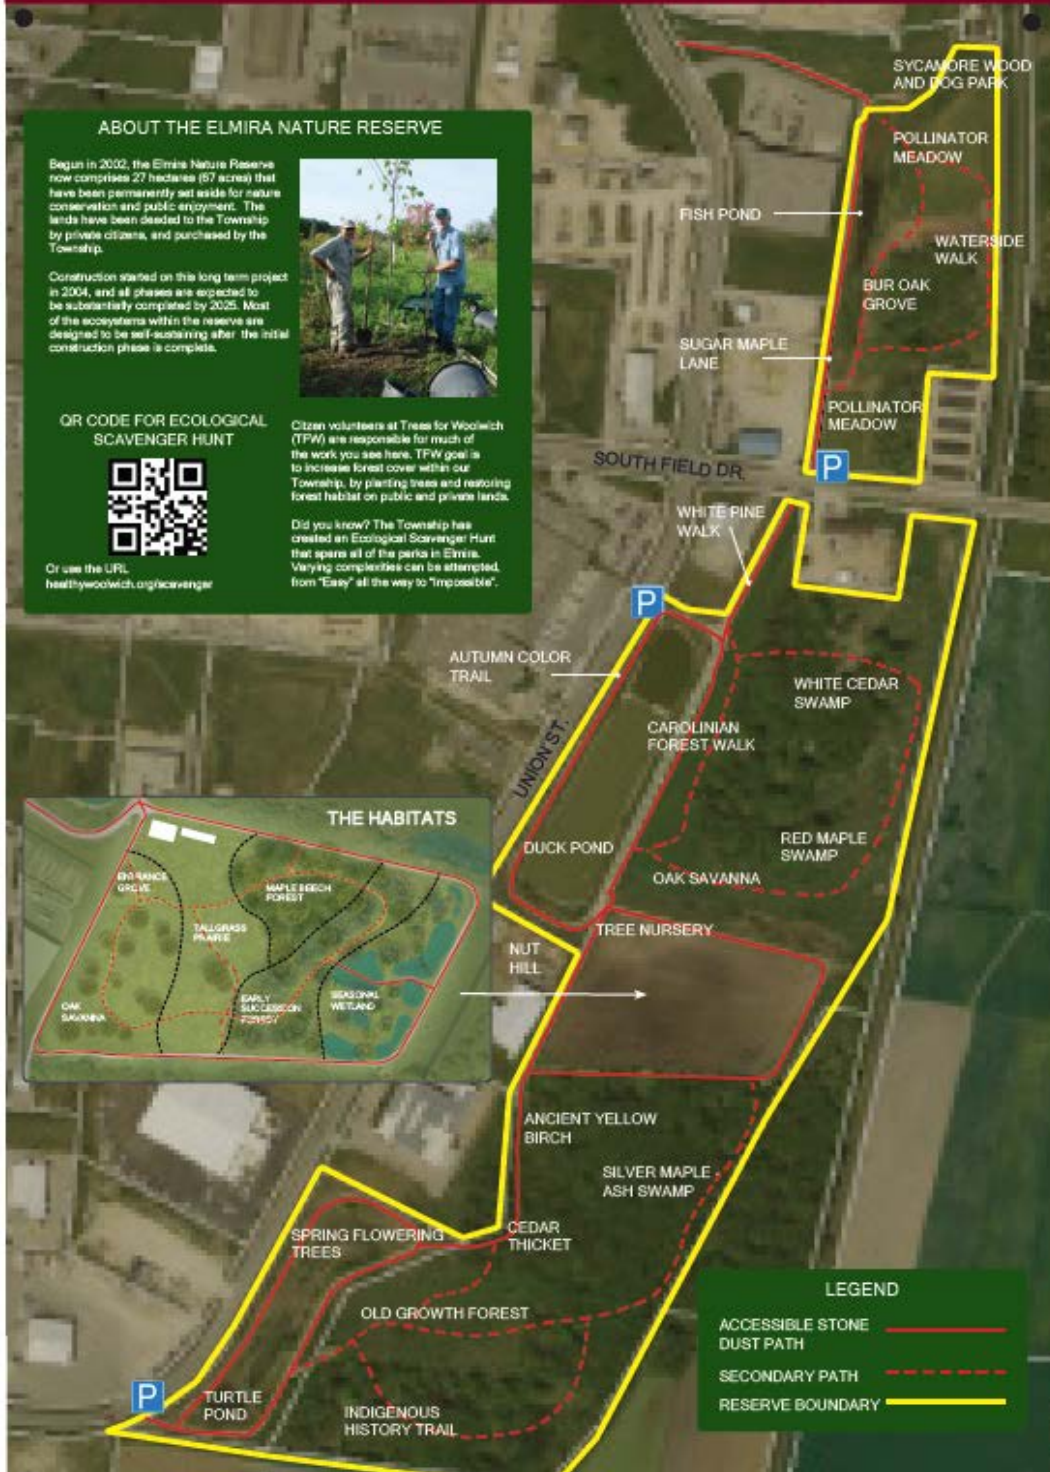 ABOUT THE ELMIRA NATURE RESERVE
Begun in 2002, the Elmira Nature Reserve
now comprises 27 hectares (67 acres) that
have been permanently set aside for nature
conservation and public enjoyment. The
lands have been deeded to the Township
by private citizens, and purchased by the
Township.
Construction started on this long term project
in 2004, and all phases are expected to
be substantially completed by 2025. Most
of the ecosystems within the reserve are
designed to be self-sustaining after the initial
construction phase is complete.
QR CODE FOR ECOLOGICAL
SCAVENGER HUNT
Or use the URL
healthywoolwich.org/scavenger
Citzen volunteers at Trees for Woolwich
(TFW) are responsible for much of
the work you see here. TFW goal is
to increase forest cover within our
Township, by planting trees and restoring
forest habitat on public and private lands.
Did you know? The Township has
created an Ecological Scavenger Hunt
that spans all of the parks in Elmira.
Varying complexities can be attempted,
from "Easy" all the way to "Impossible".
SYCAMORE WOOD
AND DOG PARK
POLLINATOR
MEADOW
FISH POND
WATERSIDE
WALK
BUR OAK
GROVE
SUGAR MAPLE
LANE
POLLINATOR
MEADOW
P
SOUTH FIELD DR.
WHITE PINE
WALK
P
AUTUMN COLOR
TRAIL
WHITE CEDAR
SWAMP
CAROLINIAN
FOREST WALK
UNION ST.
DUCK POND
RED MAPLE
SWAMP
OAK SAVANNA
TREE NURSERY
NUT
HILL
THE HABITATS
ENTRANCE
GROVE
MAPLE BEECH
FOREST
TALLGRASS
PRAIRIE
OAK
SAVANNA
EARLY
SUCCESSION
FOREST
SEASONAL
WETLAND
ANCIENT YELLOW
BIRCH
SILVER MAPLE -
ASH SWAMP
SPRING FLOWERING
TREES
CEDAR
THICKET
OLD GROWTH FOREST
P
TURTLE
POND
INDIGENOUS
HISTORY TRAIL
LEGEND
ACCESSIBLE STONE
DUST PATH
SECONDARY PATH
RESERVE BOUNDARY